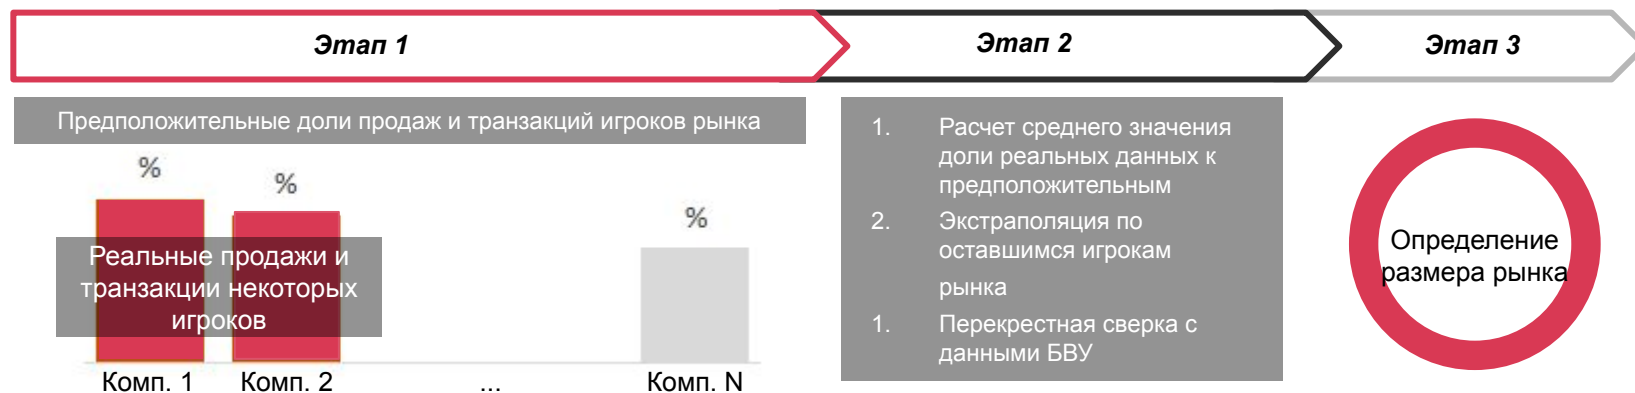 Этап 1
Этап 2
Этап 3
Предположительные доли продаж и транзакций игроков рынка
%
%
%
Реальные продажи и
транзакции некоторых
игроков
Комп. 1
Комп. 2
...
Комп. N
1. Расчет среднего значения
доли реальных данных к
предположительным
2. Экстраполяция по
оставшимся игрокам
рынка
1. Перекрестная сверка с
данными БВУ
Определение
размера рынка